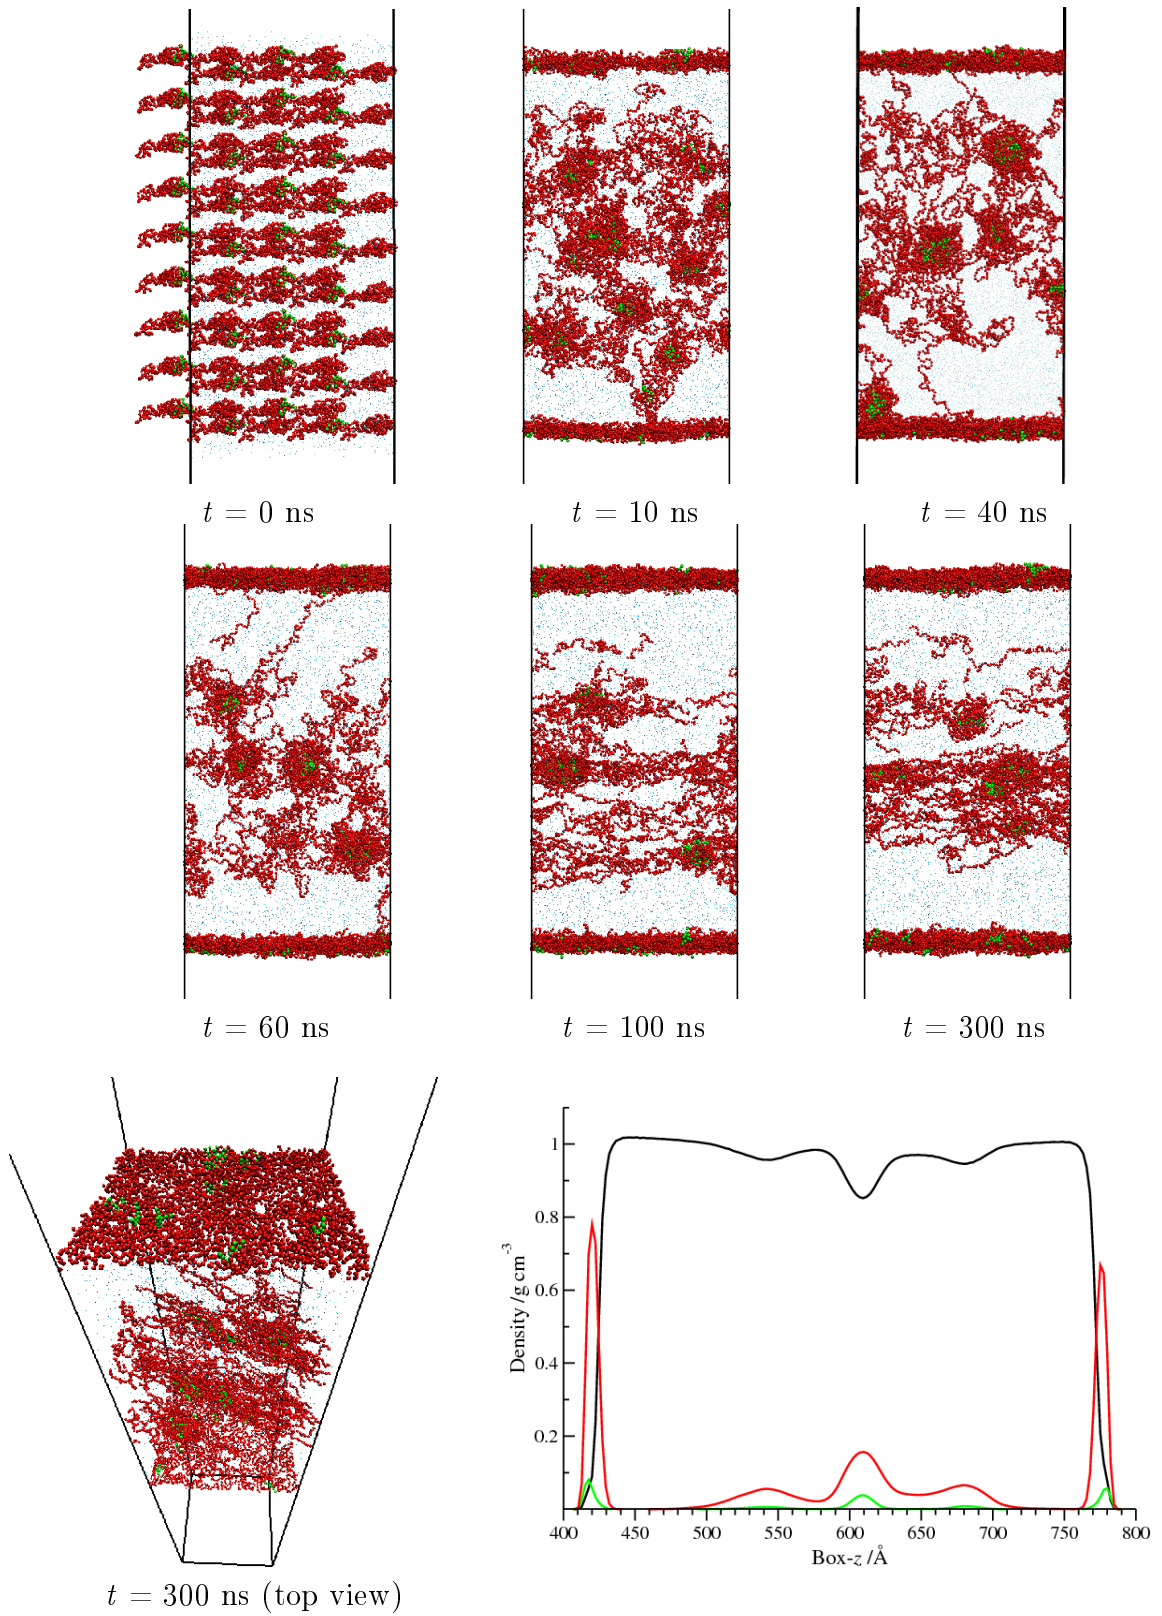 t = 0 ns
t = 10 ns
t = 40 ns
t = 60 ns
t = 100 ns
t = 300 ns
t = 300 ns (top view)
1
0.8
0.6
0.4
0.2
Density /g cm⁻³
400 450 500 550 600 650 700 750 800
Box-z /Å